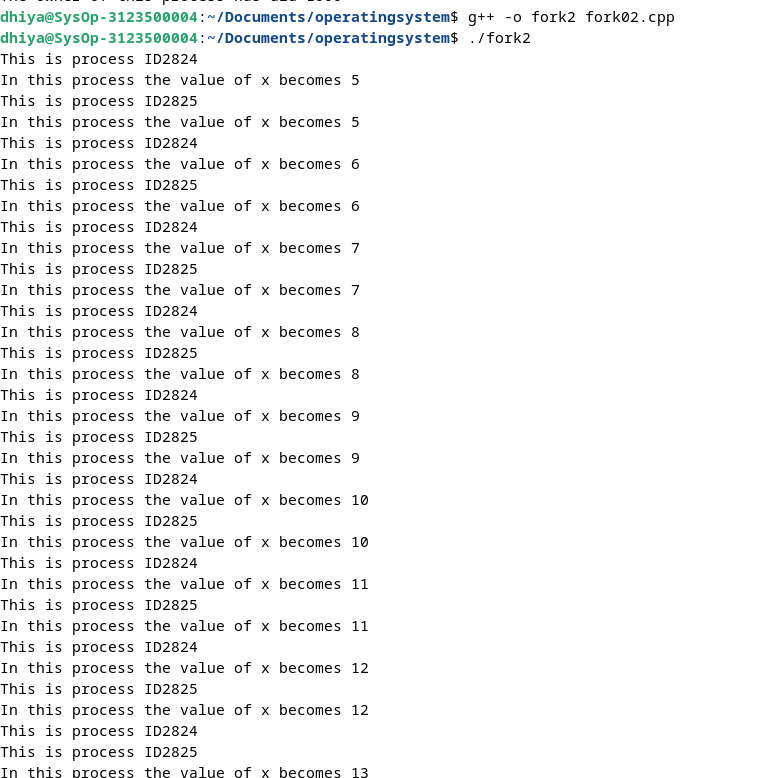 dhiya@SysOp-3123500004:~/Documents/operatingsystem$ g++ -o fork2 fork02.cpp
dhiya@SysOp-3123500004:~/Documents/operatingsystem$ ./fork2
This is process ID2824
In this process the value of x becomes 5
This is process ID2825
In this process the value of x becomes 5
This is process ID2824
In this process the value of x becomes 6
This is process ID2825
In this process the value of x becomes 6
This is process ID2824
In this process the value of x becomes 7
This is process ID2825
In this process the value of x becomes 7
This is process ID2824
In this process the value of x becomes 8
This is process ID2825
In this process the value of x becomes 8
This is process ID2824
In this process the value of x becomes 9
This is process ID2825
In this process the value of x becomes 9
This is process ID2824
In this process the value of x becomes 10
This is process ID2825
In this process the value of x becomes 10
This is process ID2824
In this process the value of x becomes 11
This is process ID2825
In this process the value of x becomes 11
This is process ID2824
In this process the value of x becomes 12
This is process ID2825
In this process the value of x becomes 12
This is process ID2824
This is process ID2825
In this process the value of x becomes 13